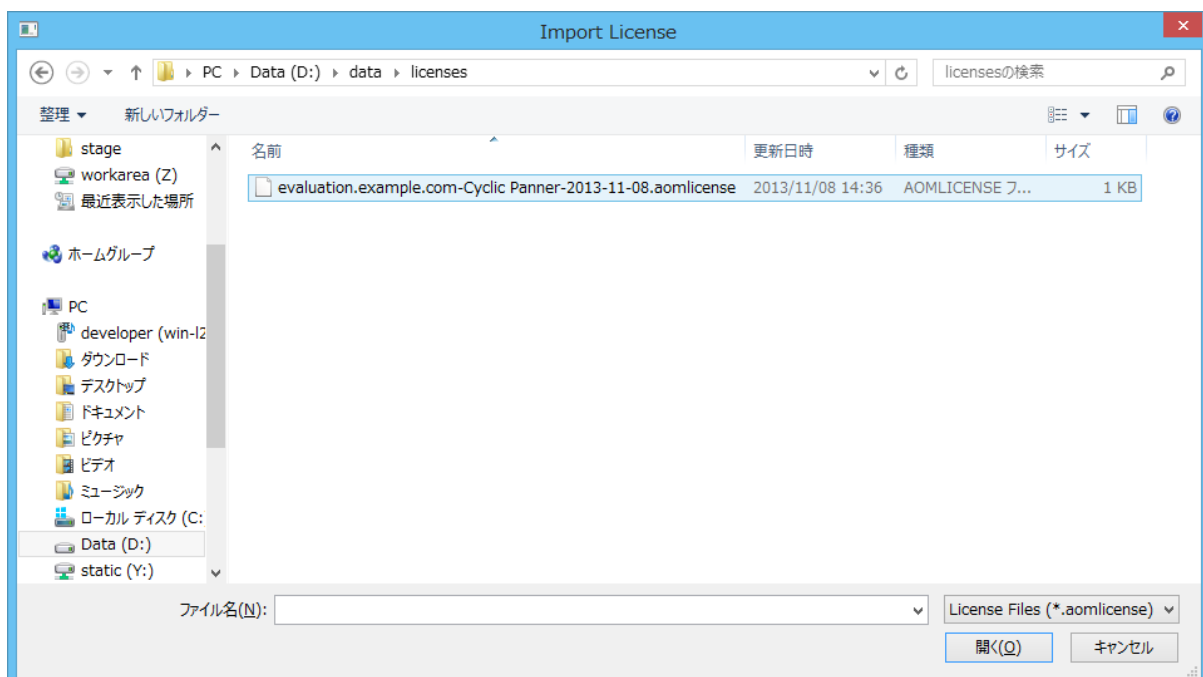 Import License
PC Data (D:) data licenses
licensesの検索
整理 新しいフォルダー
stage
workarea (Z)
最近表示した場所
ホームグループ
PC
developer (win-l2
ダウンロード
デスクトップ
ドキュメント
ピクチャ
ビデオ
ミュージック
ローカル ディスク (C:
Data (D:)
static (Y:)
名前 更新日時 種類 サイズ
evaluation.example.com-Cyclic Panner-2013-11-08.aomlicense 2013/11/08 14:36 AOMLICENSE フ... 1 KB
ファイル名(N): License Files (*.aomlicense)
開く(O) キャンセル